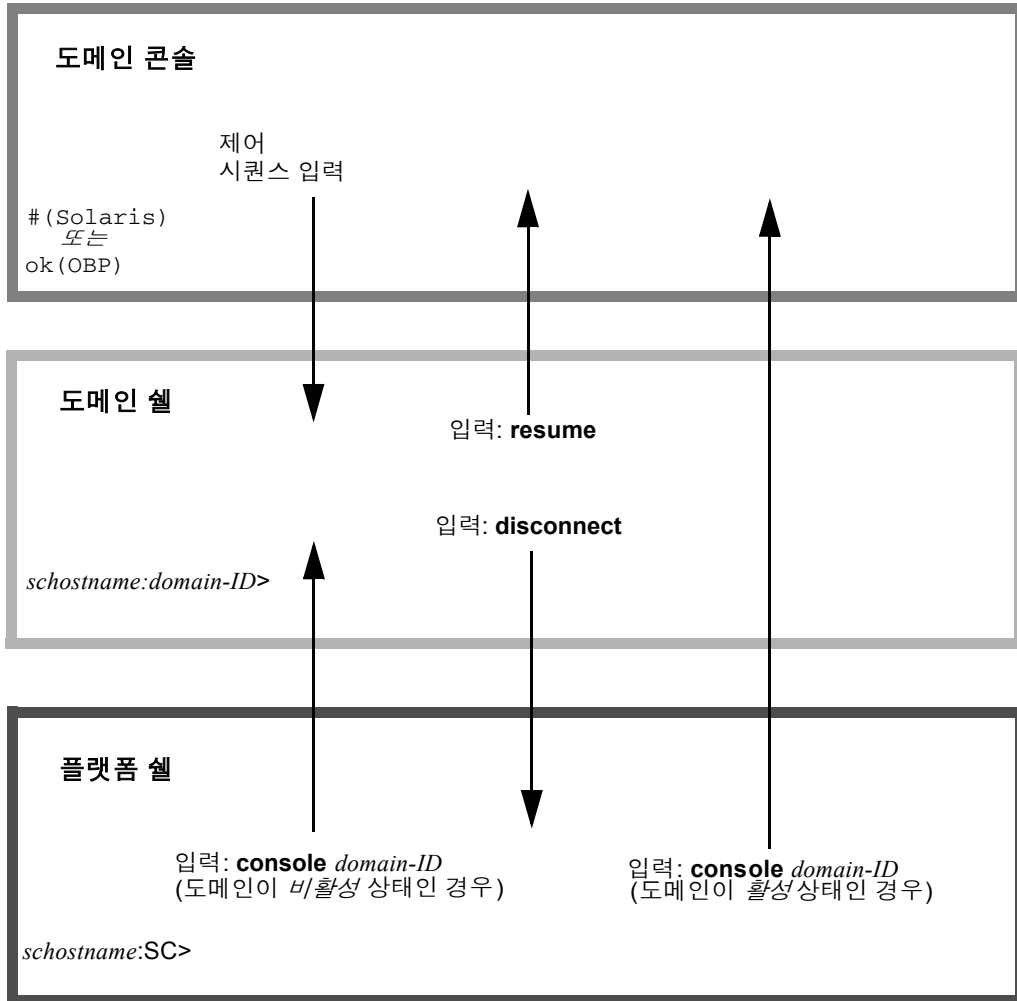 도메인 콘솔
제어
시퀀스 입력
#(Solaris)
또는
ok(OBP)
도메인 쉘
입력: resume
입력: disconnect
schostname:domain-ID>
플랫폼 쉘
입력: console domain-ID
(도메인이 비활성 상태인 경우)
입력: console domain-ID
(도메인이 활성 상태인 경우)
schostname:SC>